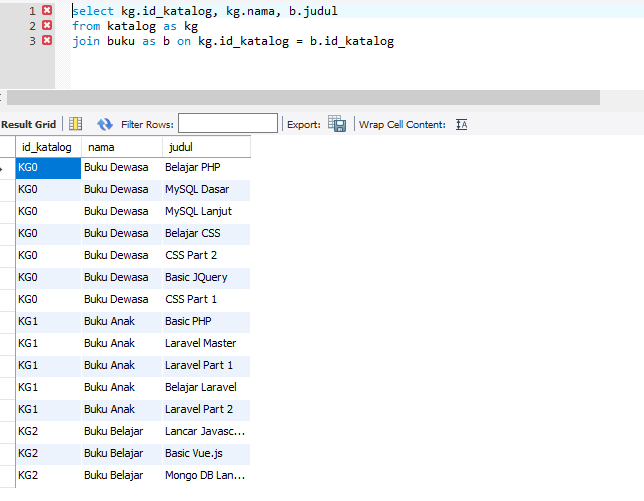 1 select kg.id_katalog, kg.nama, b.judul
2 from katalog as kg
3 join buku as b on kg.id_katalog = b.id_katalog
Result Grid Filter Rows: Export: Wrap Cell Content: IA
id_katalog nama judul
KG0 Buku Dewasa Belajar PHP
KG0 Buku Dewasa MySQL Dasar
KG0 Buku Dewasa MySQL Lanjut
KG0 Buku Dewasa Belajar CSS
KG0 Buku Dewasa CSS Part 2
KG0 Buku Dewasa Basic JQuery
KG0 Buku Dewasa CSS Part 1
KG1 Buku Anak Basic PHP
KG1 Buku Anak Laravel Master
KG1 Buku Anak Laravel Part 1
KG1 Buku Anak Belajar Laravel
KG1 Buku Anak Laravel Part 2
KG2 Buku Belajar Lancar Javasc...
KG2 Buku Belajar Basic Vue.js
KG2 Buku Belajar Mongo DB Lan...